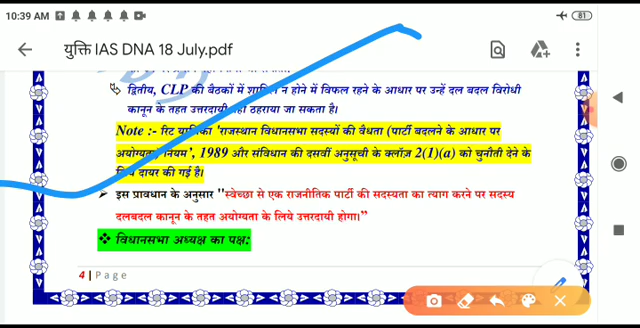 10:39 AM
81
युक्ति IAS DNA 18 July.pdf
द्वितीय, CLP की बैठकों में शामिल न होने में विफल रहने के आधार पर उन्हें दल बदल विरोधी
कानून के तहत उत्तरदायी नहीं ठहराया जा सकता है।
Note :- रिट याचिका 'राजस्थान विधानसभा सदस्यों की वैधता (पार्टी बदलने के आधार पर
अयोग्यता) नियम', 1989 और संविधान की दसवीं अनुसूची के क्लॉज़ 2(1)(a) को चुनौती देने के
लिये दायर की गई है।
इस प्रावधान के अनुसार "स्वेच्छा से एक राजनीतिक पार्टी की सदस्यता का त्याग करने पर सदस्य
दलबदल कानून के तहत अयोग्यता के लिये उत्तरदायी होगा।”
विधानसभा अध्यक्ष का पक्ष:
4 | Page